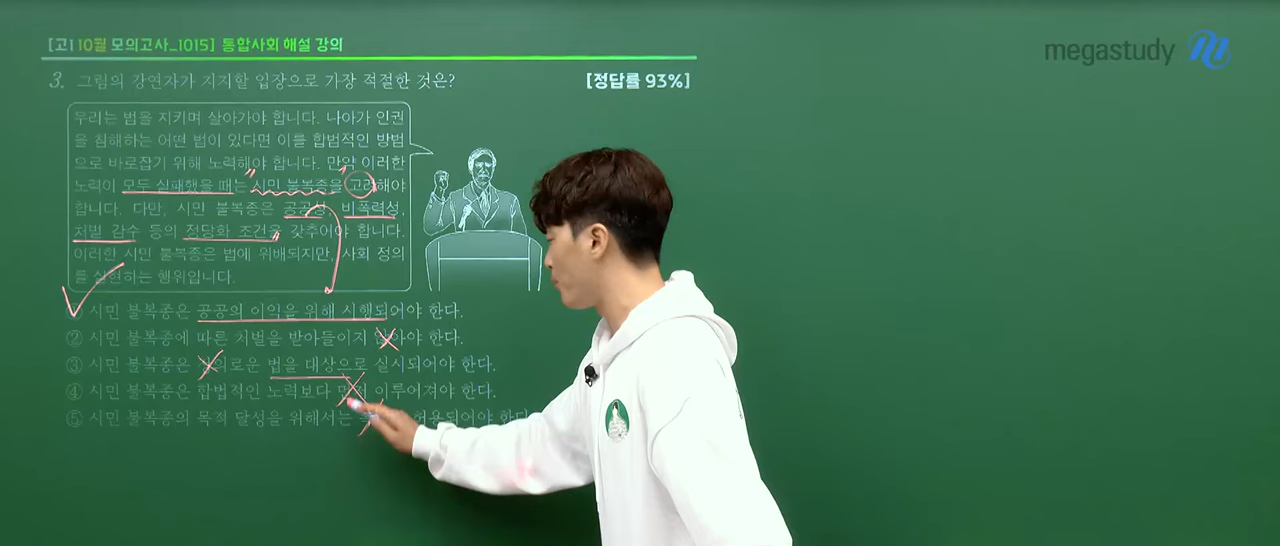 [고1 10월 모의고사_1015] 통합사회 해설 강의
megastudy
3. 그림의 강연자가 지지할 입장으로 가장 적절한 것은?
[정답률 93%]
우리는 법을 지키며 살아가야 합니다. 나아가 인권
을 침해하는 어떤 법이 있다면 이를 합법적인 방법
으로 바로잡기 위해 노력해야 합니다. 만약 이러한
노력이 모두 실패했을 때는 시민 불복종을 고려해야
합니다. 다만, 시민 불복종은 공공성, 비폭력성,
처벌 감수 등의 정당화 조건을 갖추어야 합니다.
이러한 시민 불복종은 법에 위배되지만, 사회 정의
를 실현하는 행위입니다.
① 시민 불복종은 공공의 이익을 위해 시행되어야 한다.
② 시민 불복종에 따른 처벌을 받아들이지 않아야 한다.
③ 시민 불복종은 정의로운 법을 대상으로 실시되어야 한다.
④ 시민 불복종은 합법적인 노력보다 먼저 이루어져야 한다.
⑤ 시민 불복종의 목적 달성을 위해서는 허용되어야 한다